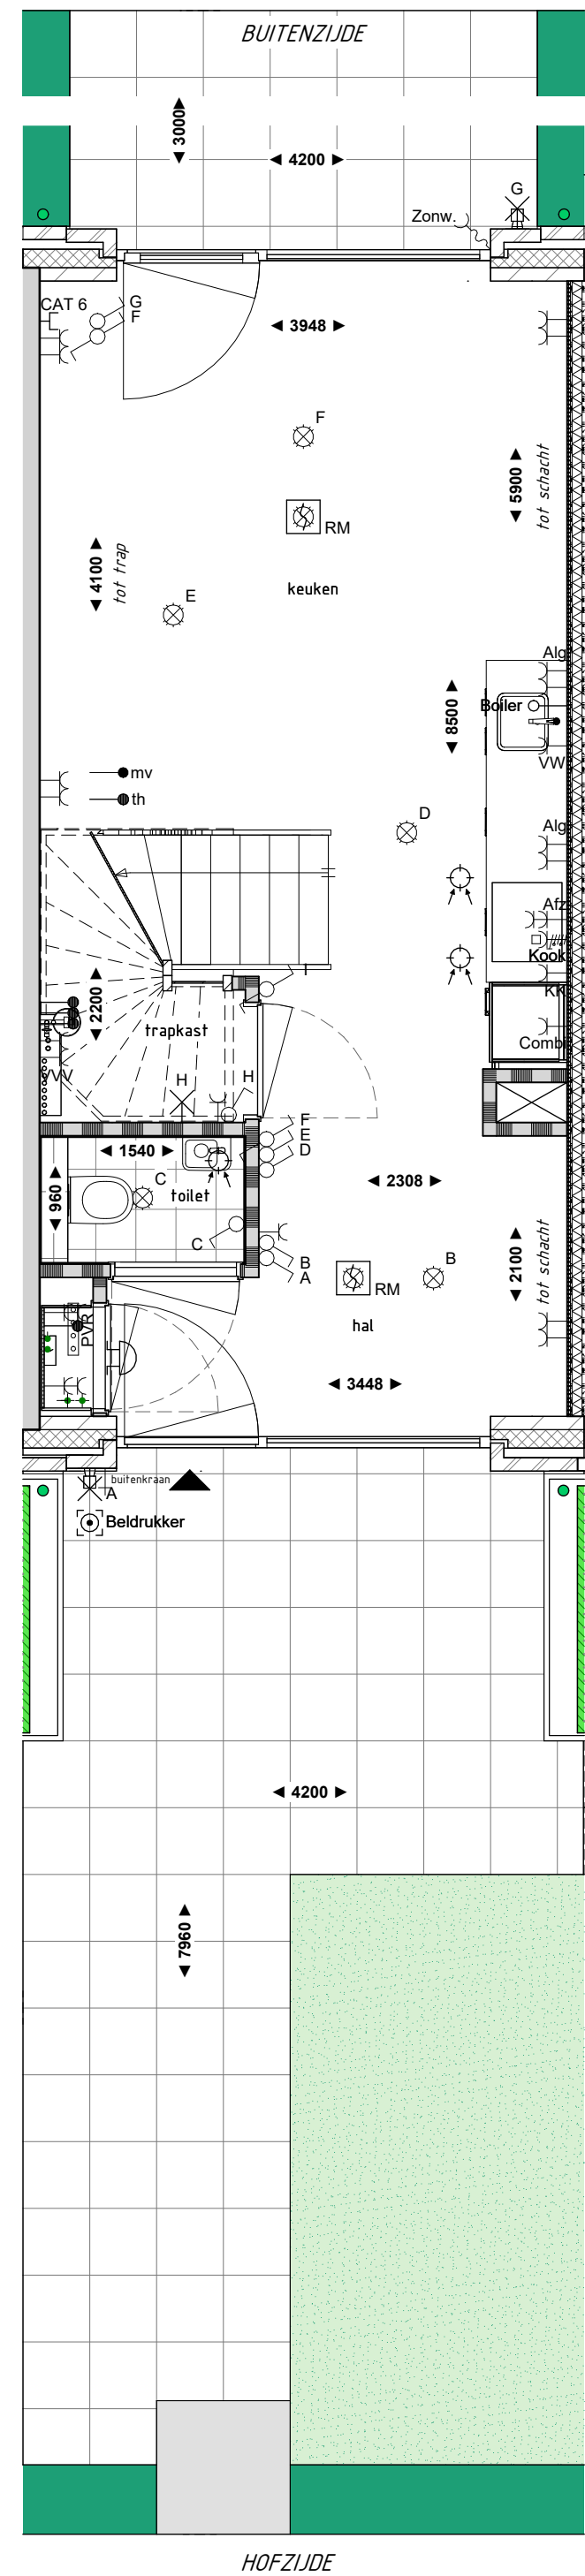 BUITENZIJDE
3000
4200
G
Zonw.
CAT 6
G
F
3948
F
5900
tot schacht
RM
4100
tot trap
keuken
E
Alg
Boiler
8500
VW
mv
th
D
Alg
Afz
Kook
I
KK
2200
trapkast
Combi
VVV
H
H
F
E
D
1540
960
C
toilet
2308
C
B
A
B
2100
tot schacht
RM
hal
PVR
3448
buitenkraan
A
Beldrukker
4200
7960
HOFZIJDE